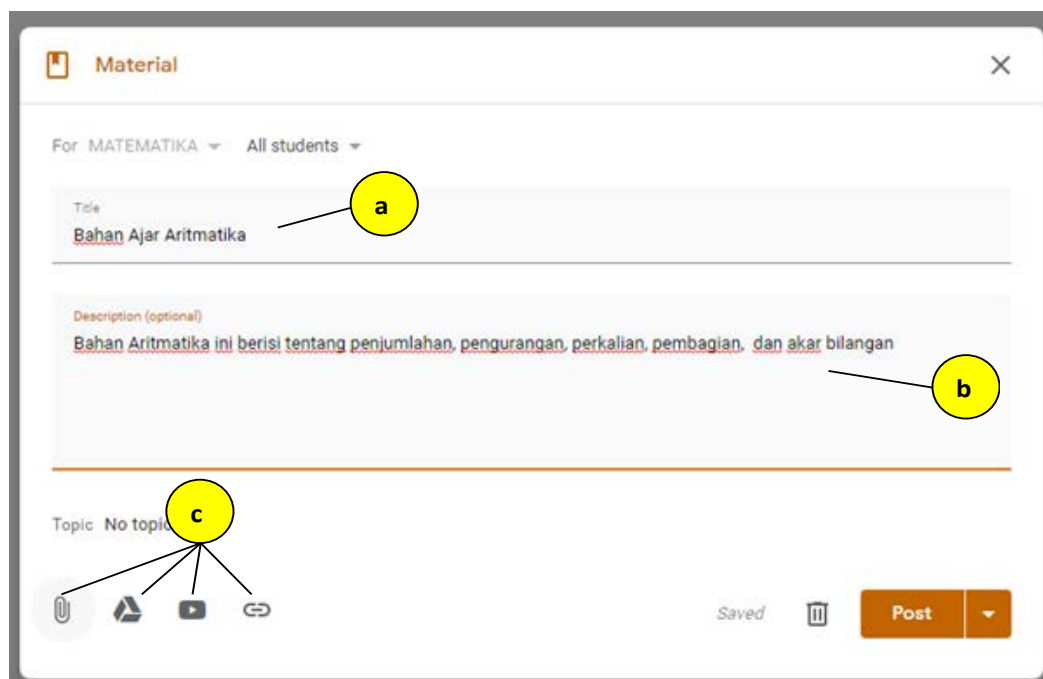 Material
For MATEMATIKA All students
a
Title
Bahan Ajar Aritmatika
Description (optional)
Bahan Aritmatika ini berisi tentang penjumlahan, pengurangan, perkalian, pembagian, dan akar bilangan
b
c
Topic No topic
Saved Post